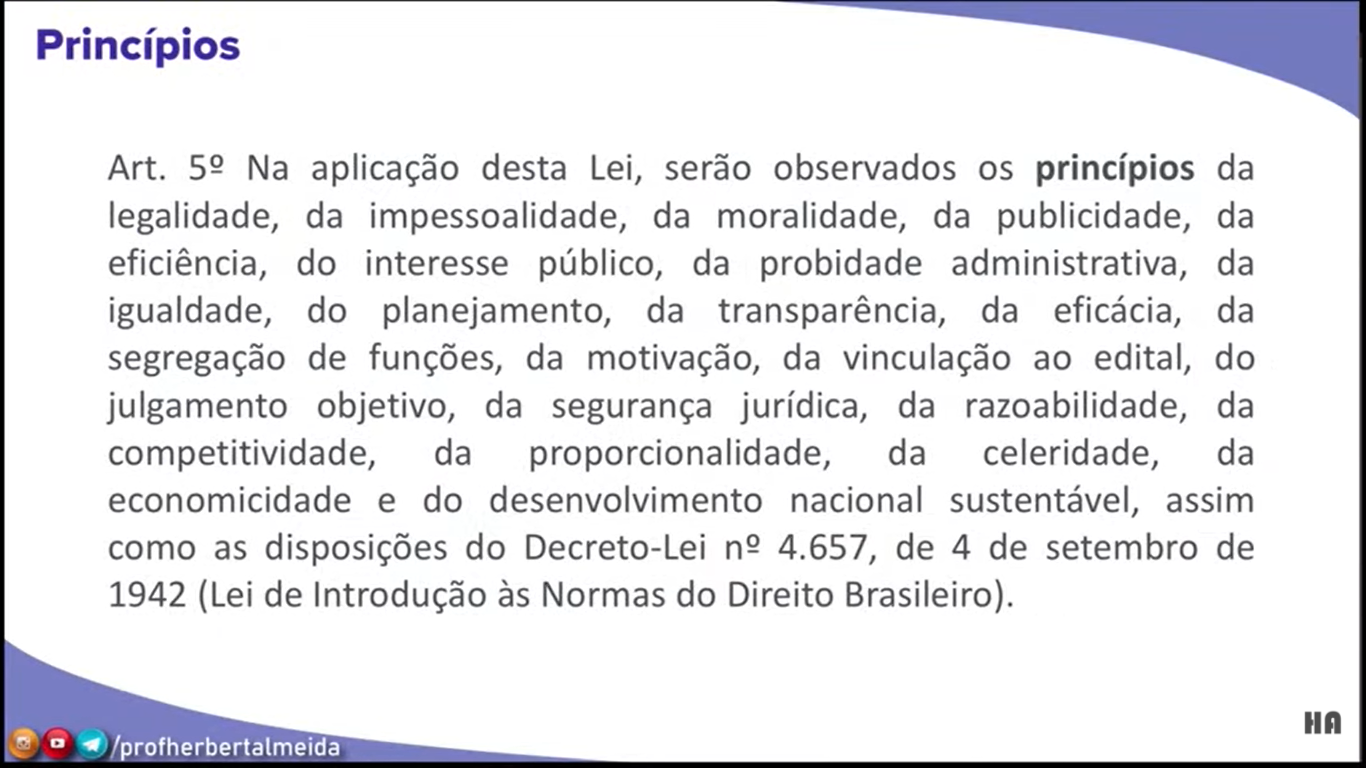 Princípios
Art. 5º Na aplicação desta Lei, serão observados os princípios da
legalidade, da impessoalidade, da moralidade, da publicidade, da
eficiência, do interesse público, da probidade administrativa, da
igualdade, do planejamento, da transparência, da eficácia, da
segregação de funções, da motivação, da vinculação ao edital, do
julgamento objetivo, da segurança jurídica, da razoabilidade, da
competitividade, da proporcionalidade, da celeridade, da
economicidade e do desenvolvimento nacional sustentável, assim
como as disposições do Decreto-Lei nº 4.657, de 4 de setembro de
1942 (Lei de Introdução às Normas do Direito Brasileiro).
HA
/profherbertalmeida